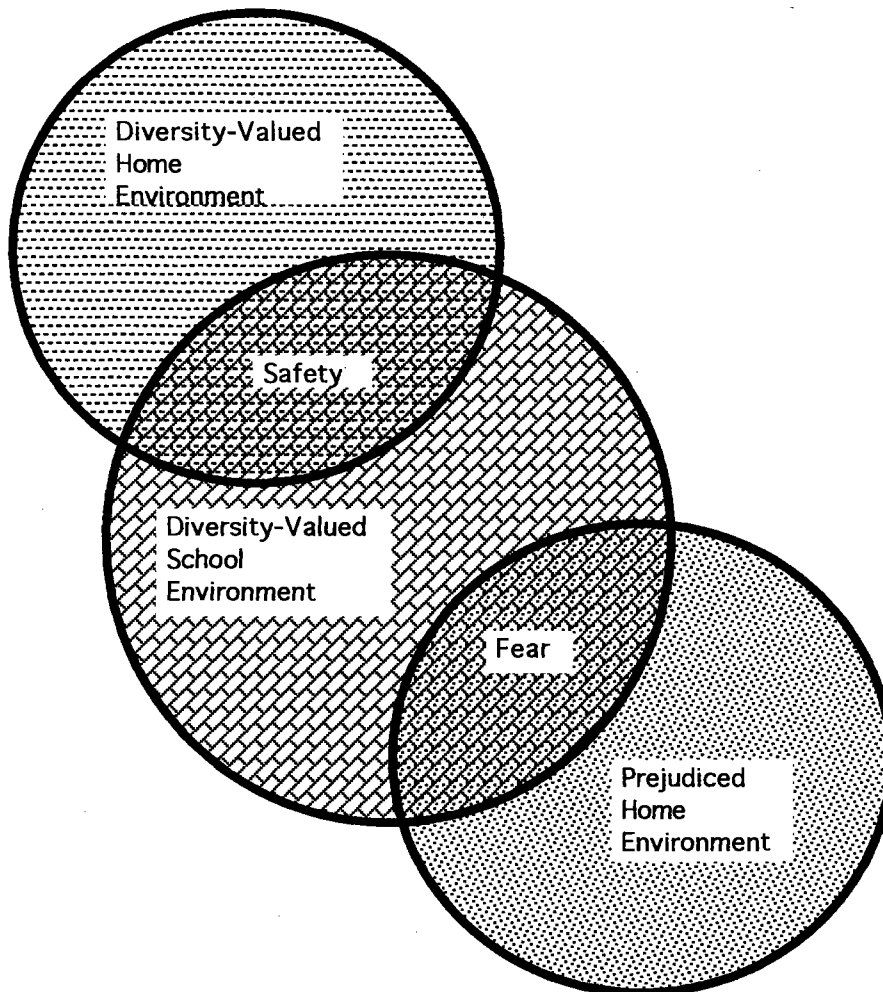 Diversity-Valued
Home
Environment
Safety
Diversity-Valued
School
Environment
Fear
Prejudiced
Home
Environment